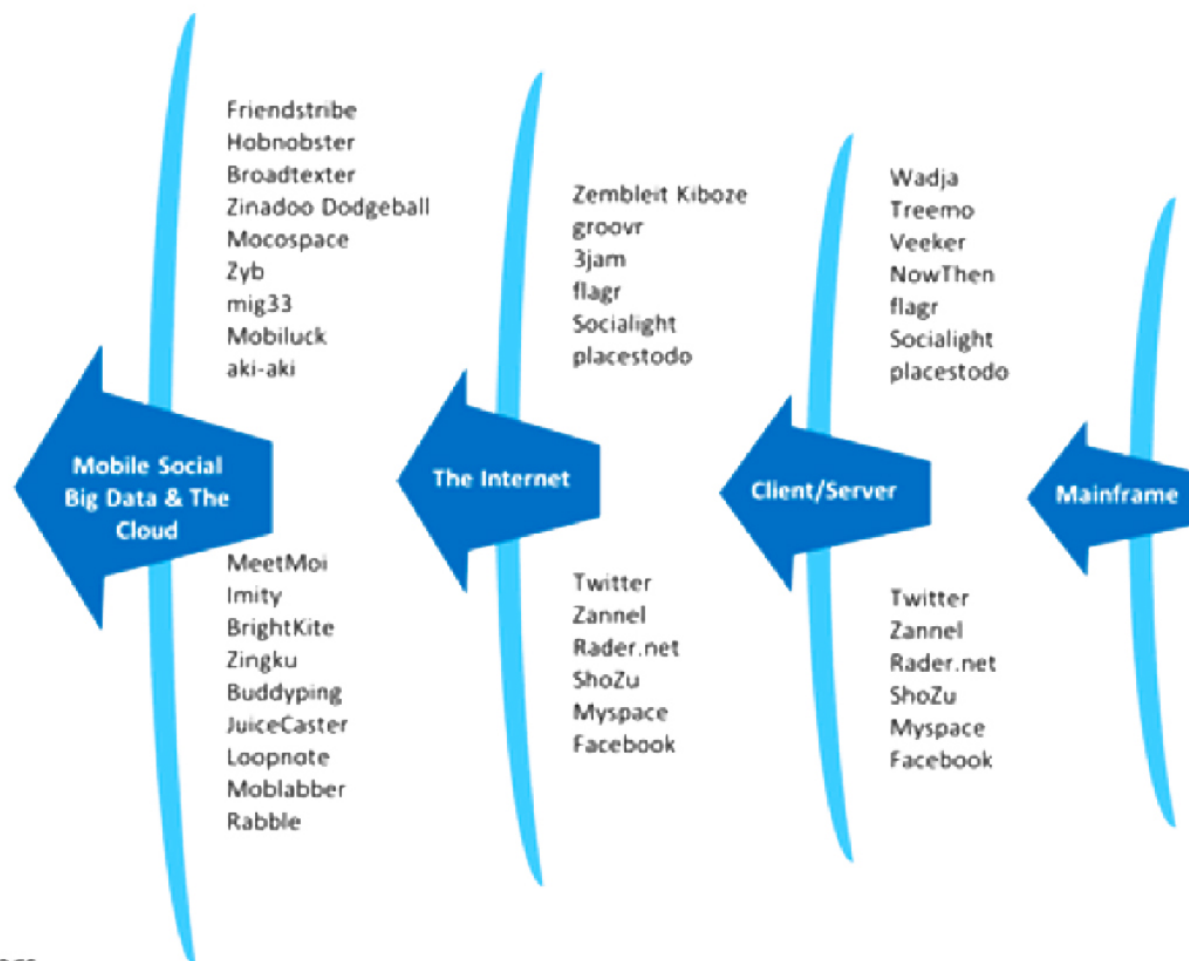 Friendstribe
Hobnobster
Broadtexter
Zinadoo Dodgeball
Mocospace
Zyb
mig33
Mobiluck
aki-aki
Mobile Social
Big Data & The
Cloud
MeetMoi
Imity
BrightKite
Zingku
Buddyping
JuiceCaster
Loopnote
Moblabber
Rabble
Zembleit Kiboze
groovr
3jam
flagr
Socialight
placestodo
The Internet
Twitter
Zannel
Rader.net
ShoZu
Myspace
Facebook
Wadja
Treemo
Veeker
NowThen
flagr
Socialight
placestodo
Client/Server
Twitter
Zannel
Rader.net
ShoZu
Myspace
Facebook
Mainframe